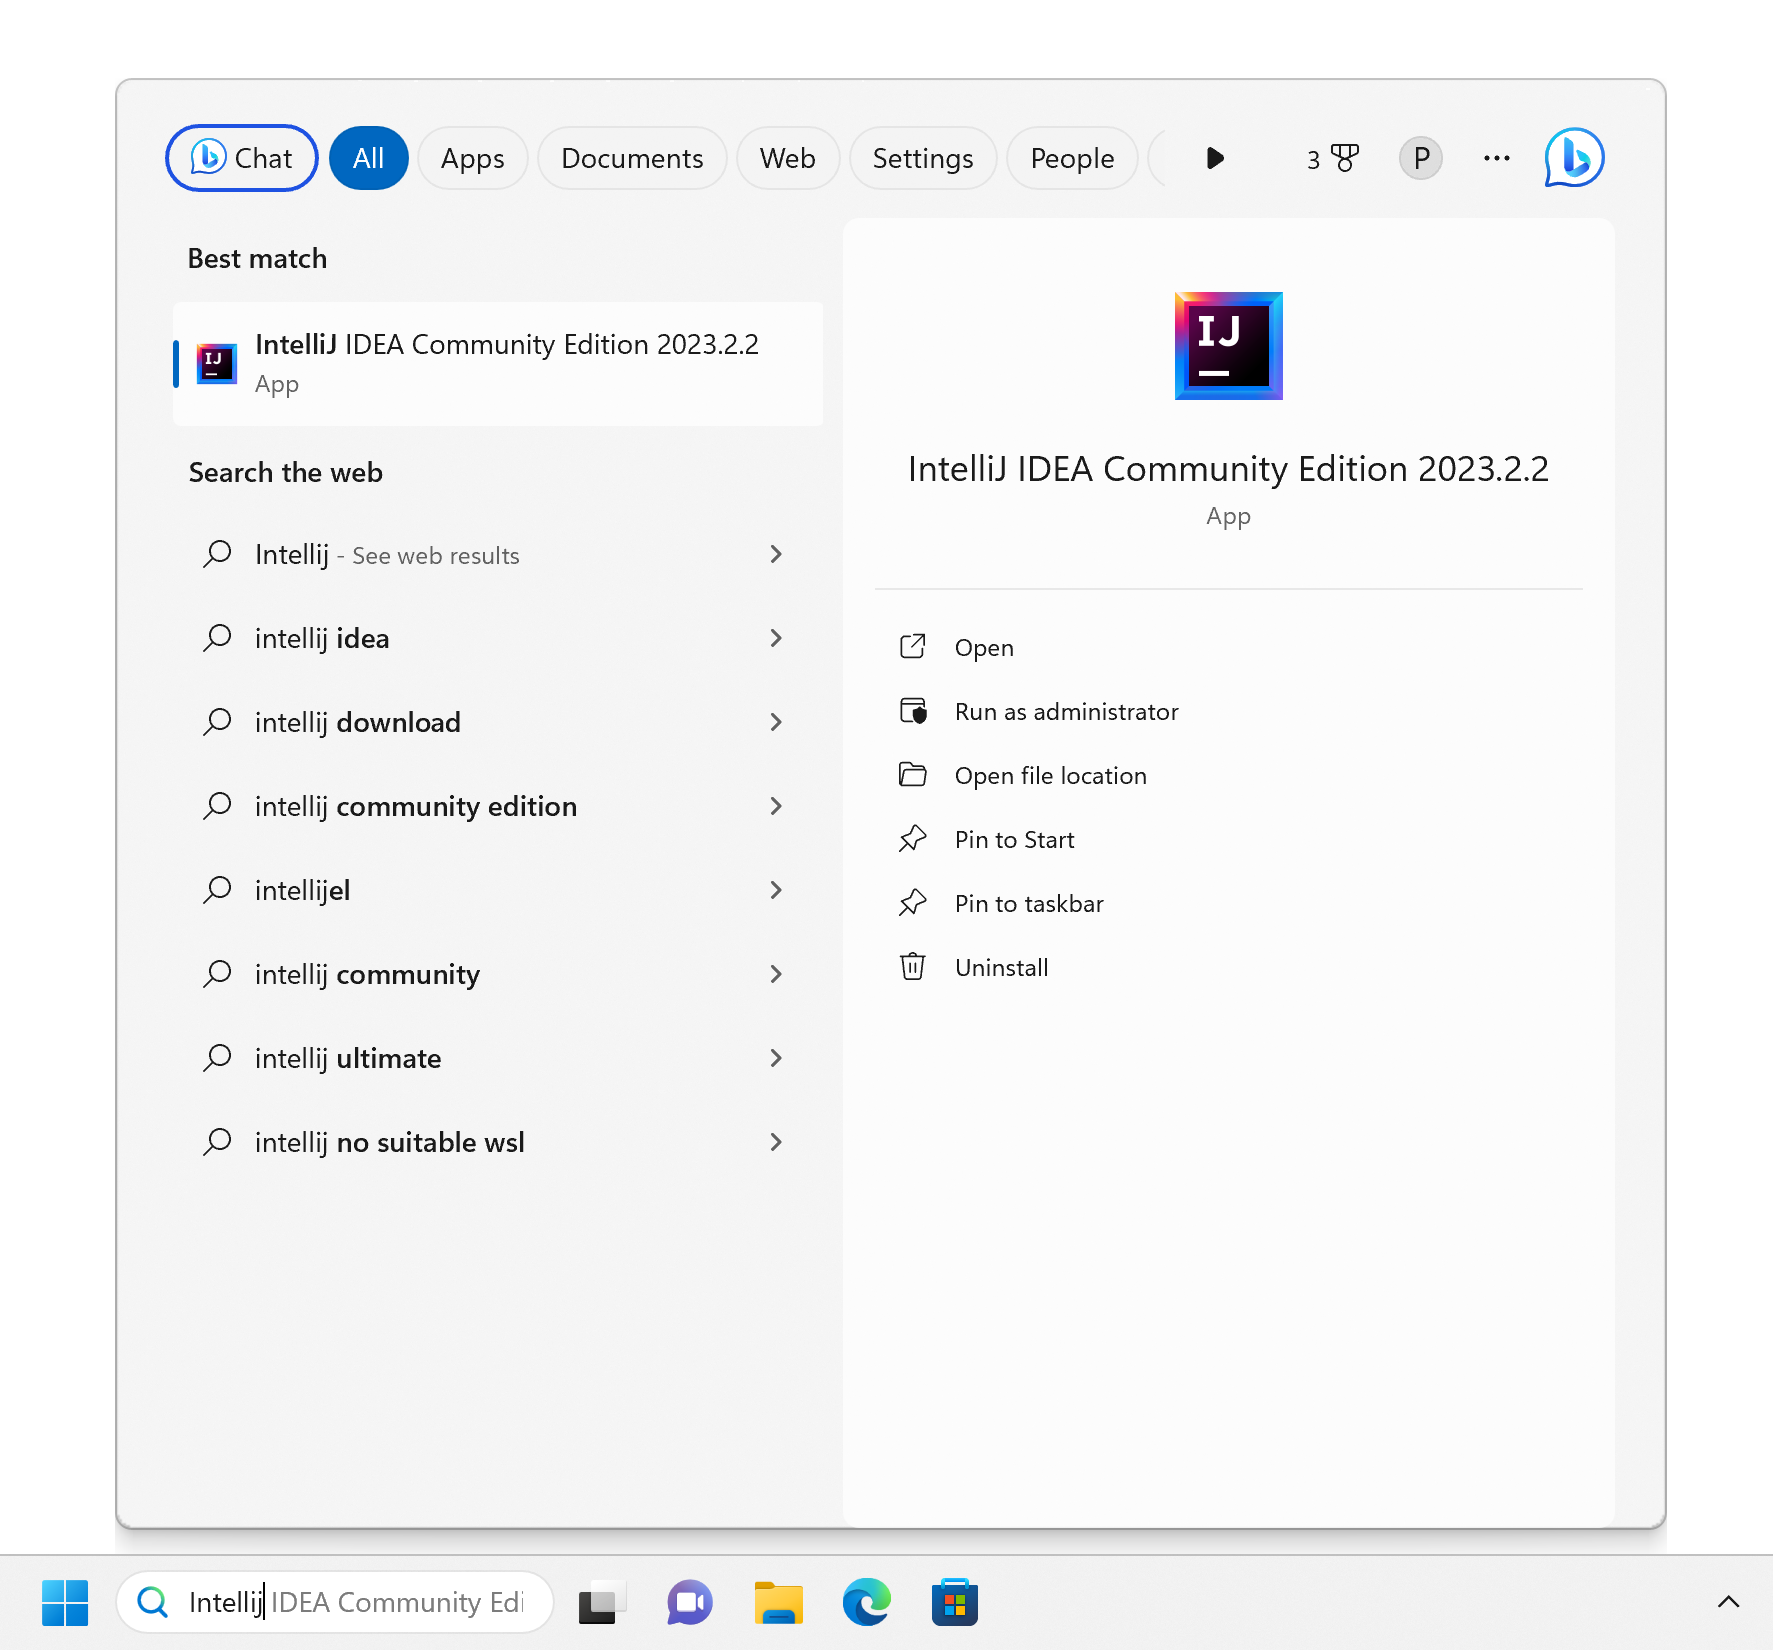 Chat All Apps Documents Web Settings People 3 P
Best match
IntelliJ IDEA Community Edition 2023.2.2
App
Search the web
Intellij - See web results
intellij idea
intellij download
intellij community edition
intellijel
intellij community
intellij ultimate
intellij no suitable wsl
IJ
IntelliJ IDEA Community Edition 2023.2.2
App
Open
Run as administrator
Open file location
Pin to Start
Pin to taskbar
Uninstall
Intellij IDEA Community Edi